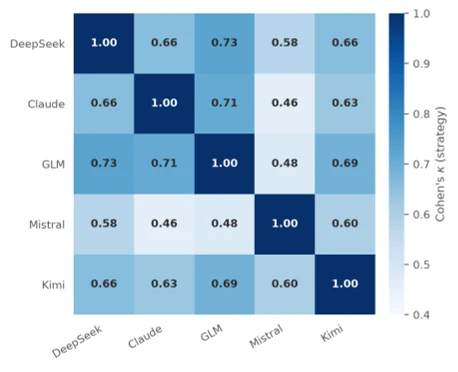 DeepSeek 1.00 0.66 0.73 0.58 0.66
Claude 0.66 1.00 0.71 0.46 0.63
GLM 0.73 0.71 1.00 0.48 0.69
Mistral 0.58 0.46 0.48 1.00 0.60
Kimi 0.66 0.63 0.69 0.60 1.00
DeepSeek Claude GLM Mistral Kimi
1.0
0.9
0.8
0.7
0.6
0.5
0.4
Cohen's κ (strategy)